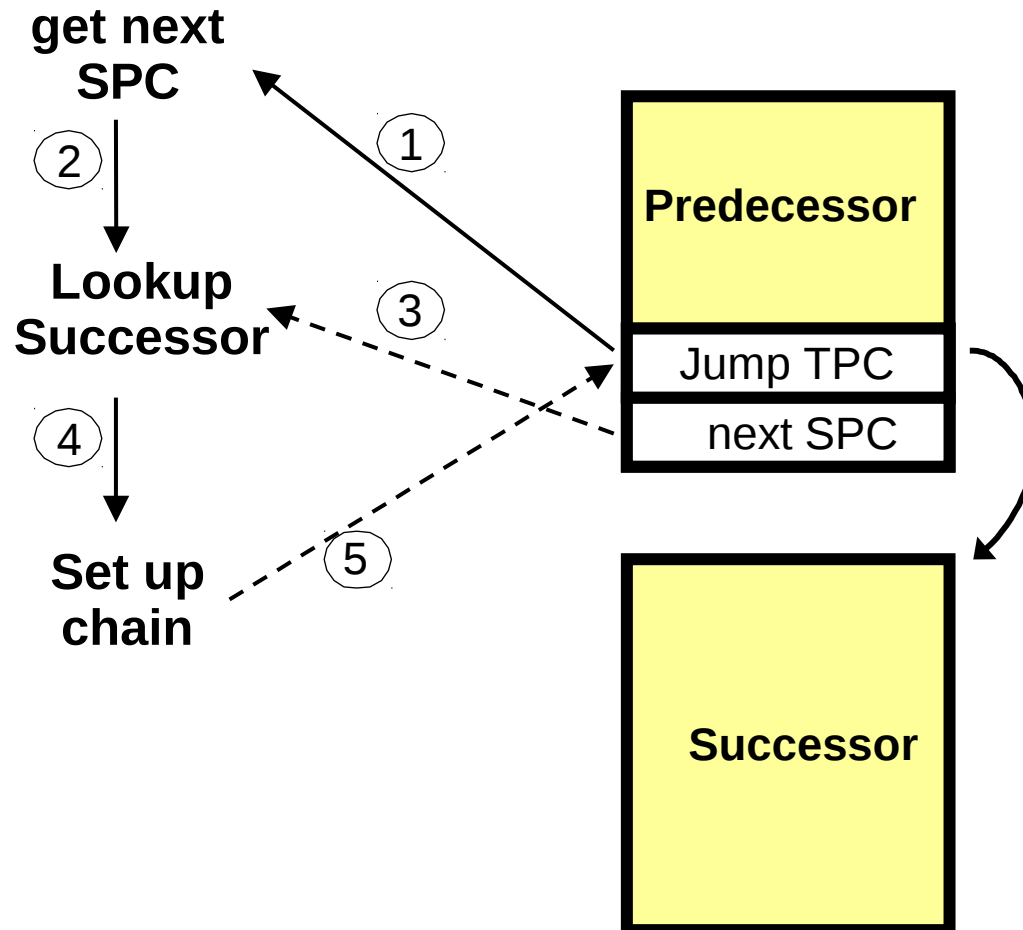 get next
SPC
1
2
Predecessor
Lookup
Successor
3
Jump TPC
next SPC
4
Set up
chain
5
Successor